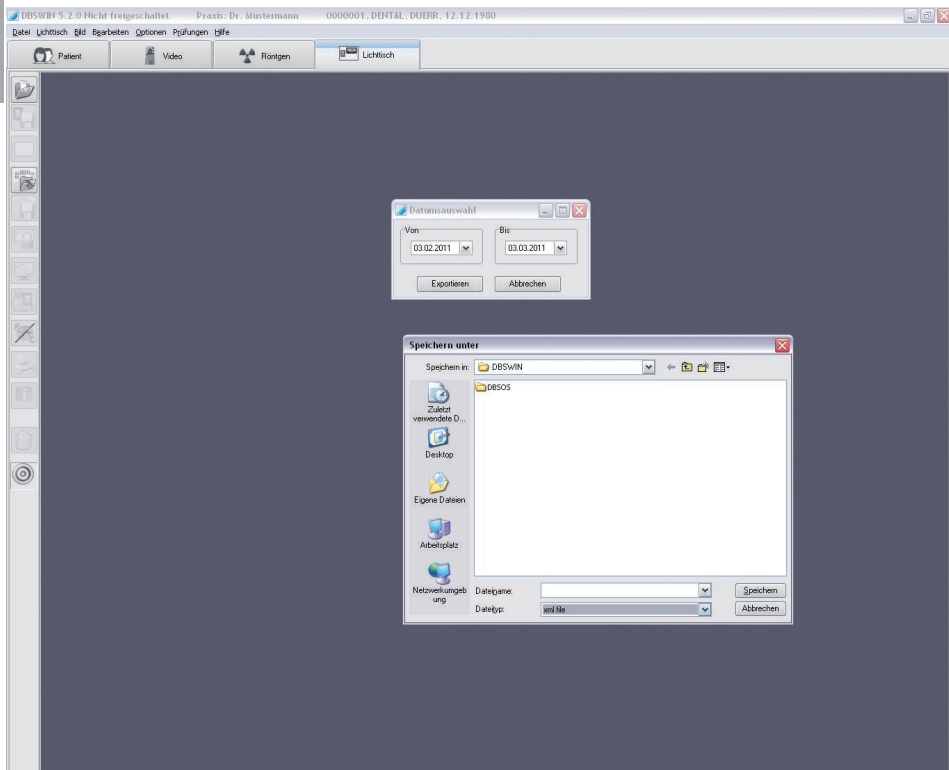 DBSWIN 5.2.0 Nicht freigeschaltet Praxis: Dr. Mustermann 0000001, DENTAL, DUERR, 12.12.1980
Datei Lichttisch Bild Bearbeiten Optionen Prüfungen Hilfe
Patient Video Röntgen Lichttisch
Datumsauswahl
Von Bis
03.02.2011 03.03.2011
Exportieren Abbrechen
Speichern unter
Speichern in: DBSWIN
DBSOS
Zuletzt
verwendete D...
Desktop
Eigene Dateien
Arbeitsplatz
Netzwerkumgeb
ung
Dateiname: Speichern
Dateityp: xml file Abbrechen